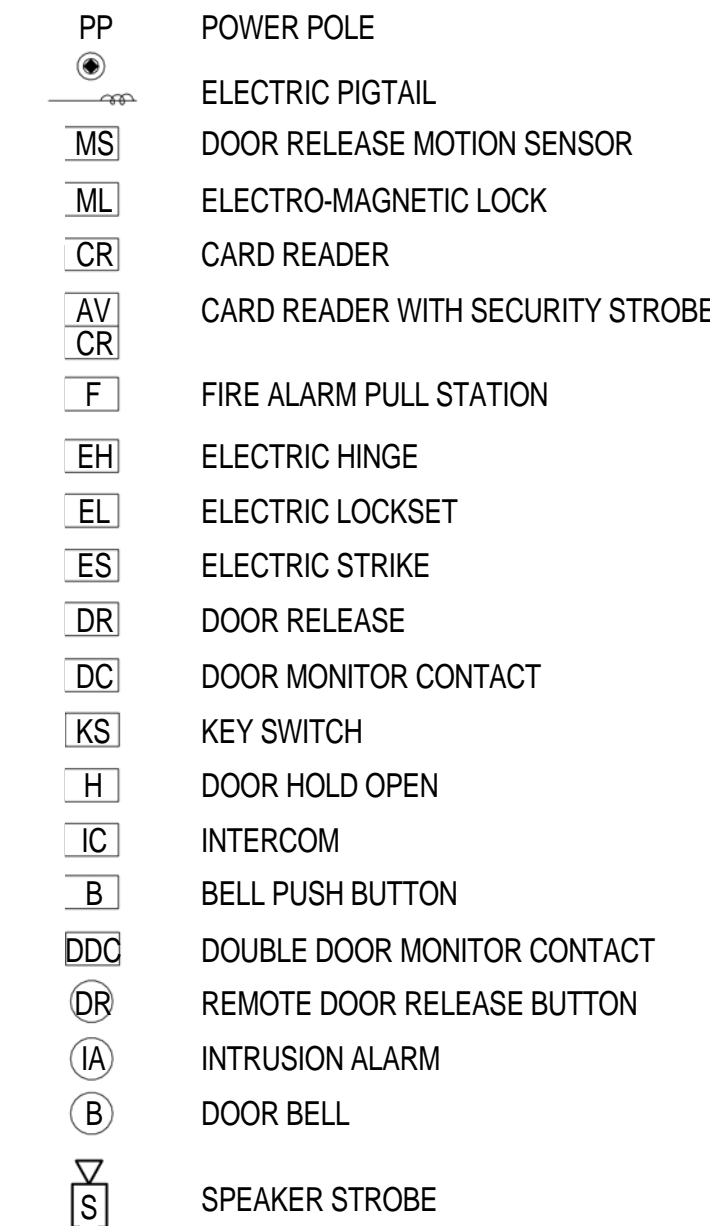 PP POWER POLE
ELECTRIC PIGTAIL
MS DOOR RELEASE MOTION SENSOR
ML ELECTRO-MAGNETIC LOCK
CR CARD READER
AV CARD READER WITH SECURITY STROBE
CR
F FIRE ALARM PULL STATION
EH ELECTRIC HINGE
EL ELECTRIC LOCKSET
ES ELECTRIC STRIKE
DR DOOR RELEASE
DC DOOR MONITOR CONTACT
KS KEY SWITCH
H DOOR HOLD OPEN
IC INTERCOM
B BELL PUSH BUTTON
DDC DOUBLE DOOR MONITOR CONTACT
DR REMOTE DOOR RELEASE BUTTON
IA INTRUSION ALARM
B DOOR BELL
S SPEAKER STROBE